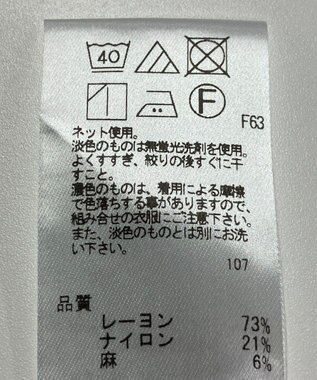 40
F
F63
ネット使用。
淡色のものは無蛍光洗剤を使用。
よくすすぎ、絞りの後すぐに干
すこと。
濃色のものは、着用による摩擦
で色落ちする事がありますので、
組み合せの衣服にご注意下さい。
また、淡色のものとは別にお洗
い下さい。
107
品質
レーヨン 73%
ナイロン 21%
麻 6%